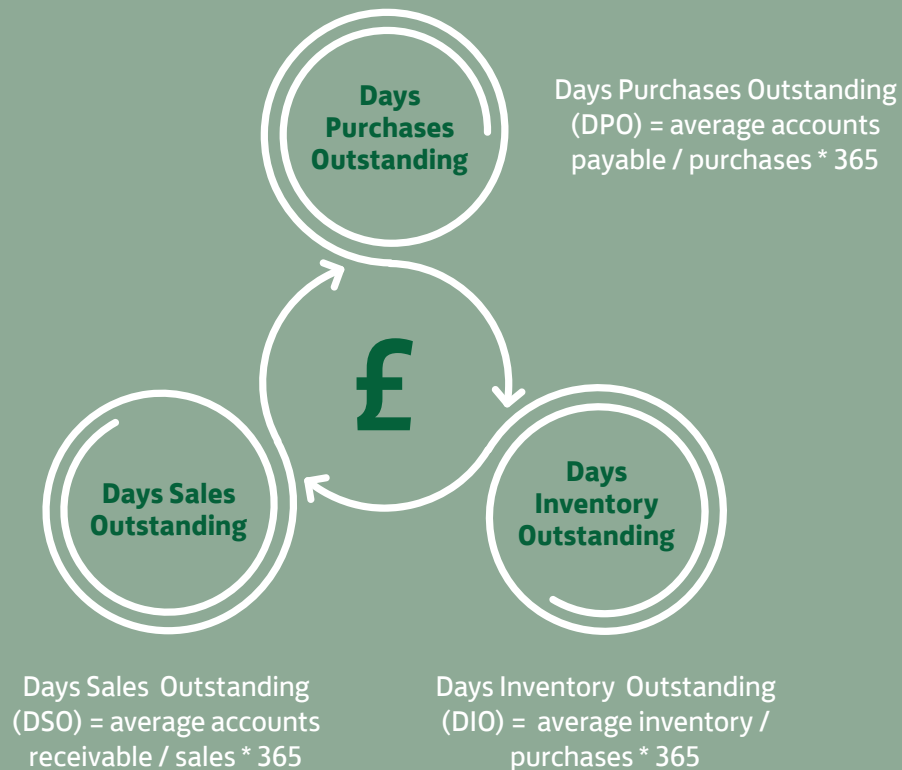 Days
Purchases
Outstanding
Days Purchases Outstanding
(DPO) = average accounts
payable / purchases * 365
£
Days Sales
Outstanding
Days
Inventory
Outstanding
Days Sales  Outstanding
(DSO) = average accounts
receivable / sales * 365
Days Inventory  Outstanding
(DIO) =  average inventory /
purchases * 365